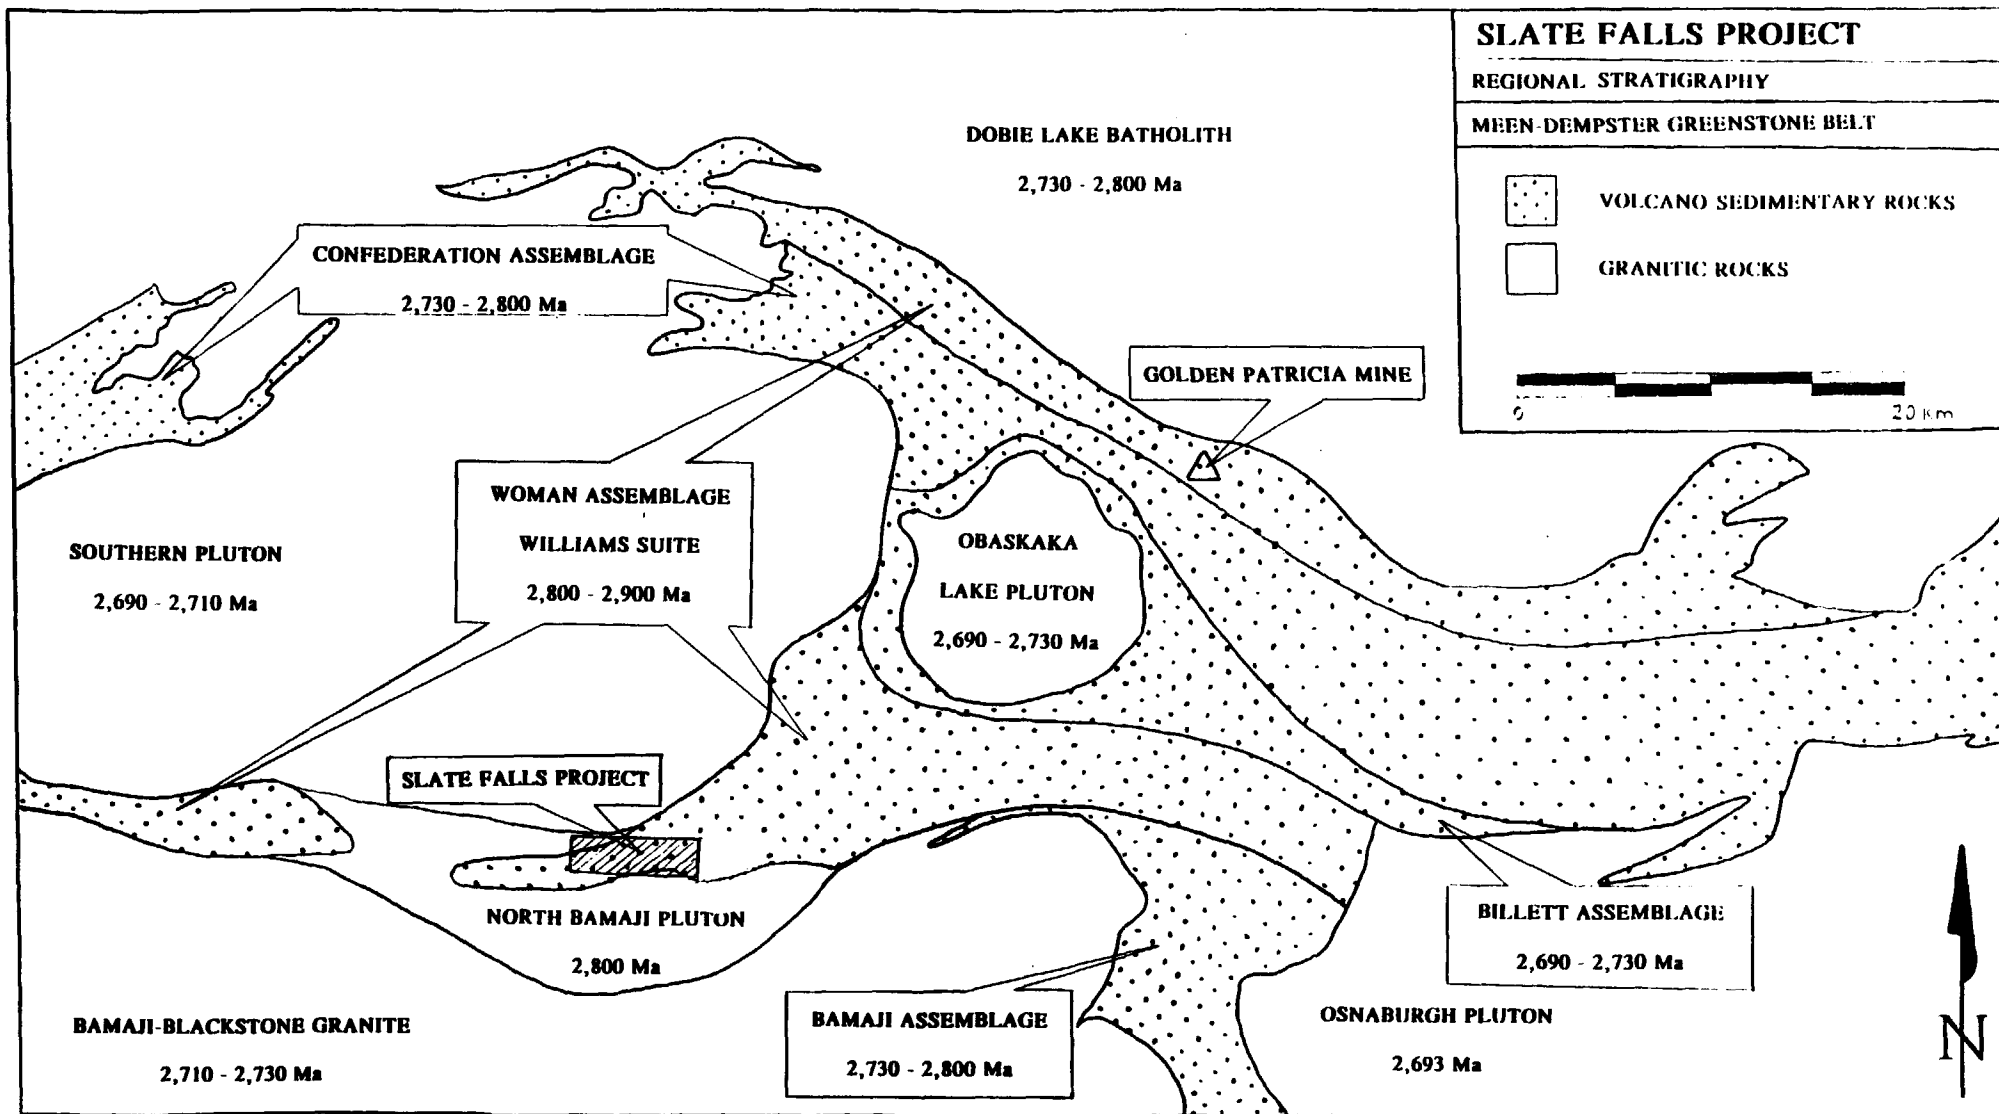 SLATE FALLS PROJECT
REGIONAL STRATIGRAPHY
MEEN-DEMPSTER GREENSTONE BELT
VOLCANO SEDIMENTARY ROCKS
GRANITIC ROCKS
0 20 km
DOBIE LAKE BATHOLITH
2,730 - 2,800 Ma
CONFEDERATION ASSEMBLAGE
2,730 - 2,800 Ma
GOLDEN PATRICIA MINE
WOMAN ASSEMBLAGE
WILLIAMS SUITE
2,800 - 2,900 Ma
SOUTHERN PLUTON
2,690 - 2,710 Ma
OBASKAKA
LAKE PLUTON
2,690 - 2,730 Ma
SLATE FALLS PROJECT
NORTH BAMAJI PLUTON
2,800 Ma
BILLETT ASSEMBLAGE
2,690 - 2,730 Ma
BAMAJI-BLACKSTONE GRANITE
2,710 - 2,730 Ma
BAMAJI ASSEMBLAGE
2,730 - 2,800 Ma
OSNABURGH PLUTON
2,693 Ma
N